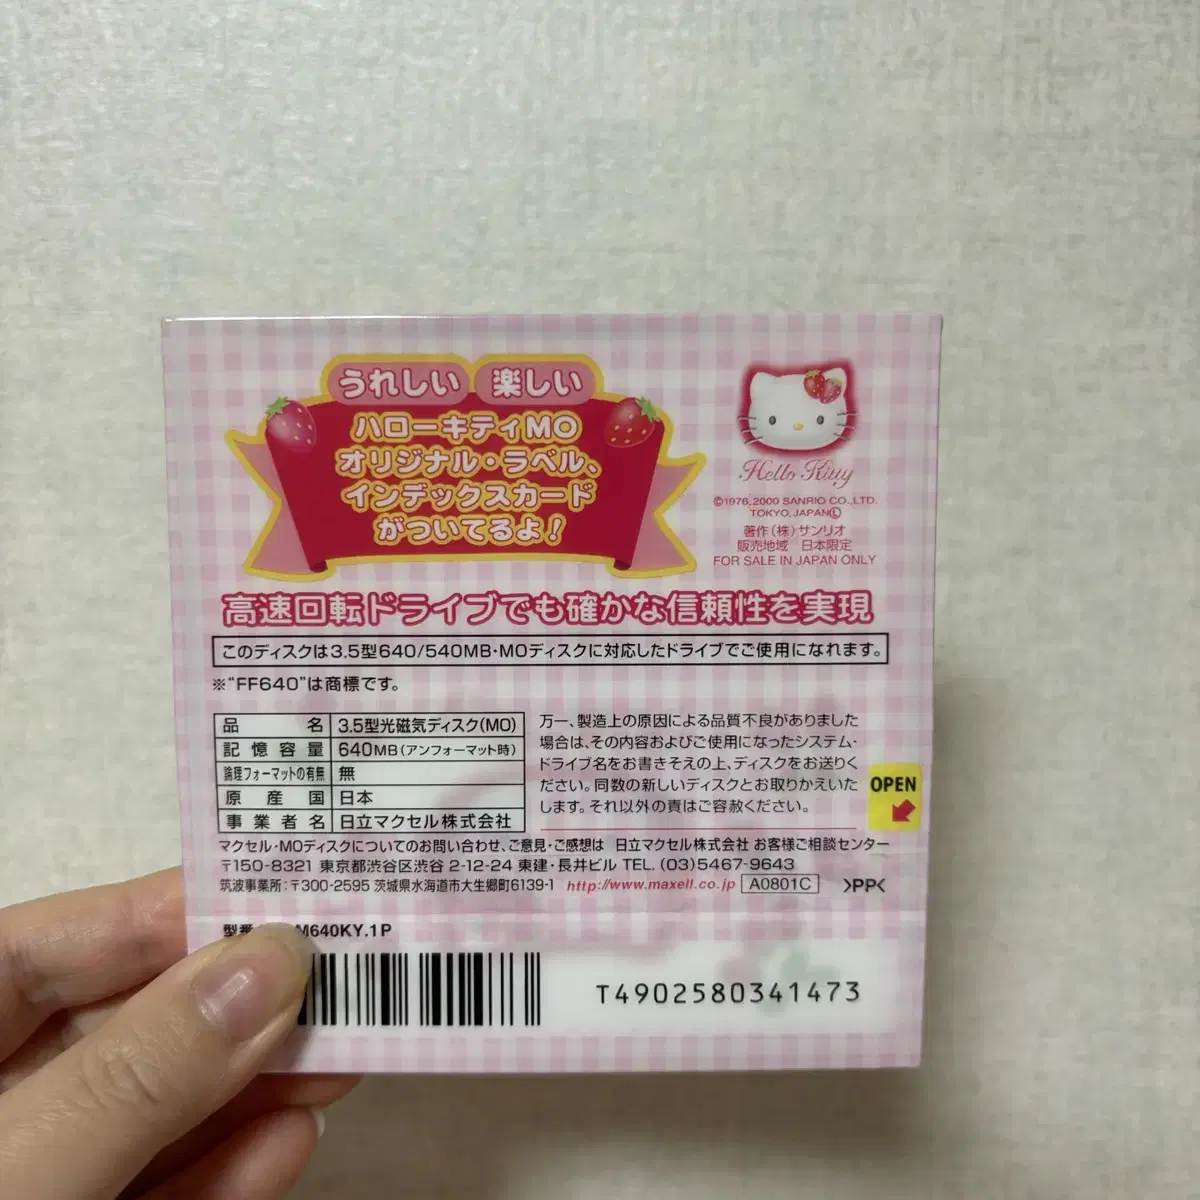 うれしい 楽しい
ハローキティMO
オリジナル・ラベル、
インデックスカード
がついてるよ!
Hello Kitty
©1976,2000 SANRIO CO.,LTD.
TOKYO, JAPANⓁ
著作(株)サンリオ
販売地域 日本限定
FOR SALE IN JAPAN ONLY
高速回転ドライブでも確かな信頼性を実現
このディスクは3.5型640/540MB・MOディスクに対応したドライブでご使用になれます。
※“FF640”は商標です。
品名 3.5型光磁気ディスク(MO)
記憶容量 640MB(アンフォーマット時)
論理フォーマットの有無 無
原産国 日本
事業者名 日立マクセル株式会社
万一、製造上の原因による品質不良がありました
場合は、その内容およびご使用になったシステム・
ドライブ名をお書きそえの上、ディスクをお送りく
ださい。同数の新しいディスクとお取りかえいた
します。それ以外の責はご容赦ください。
OPEN
マクセル・MOディスクについてのお問い合わせ、ご意見・ご感想は 日立マクセル株式会社 お客様ご相談センター
〒150-8321 東京都渋谷区渋谷 2-12-24 東建・長井ビル TEL. (03)5467-9643
筑波事業所:〒300-2595 茨城県水海道市大生郷町6139-1 http://www.maxell.co.jp A0801C >PP<
型番 M640KY.1P
T4902580341473